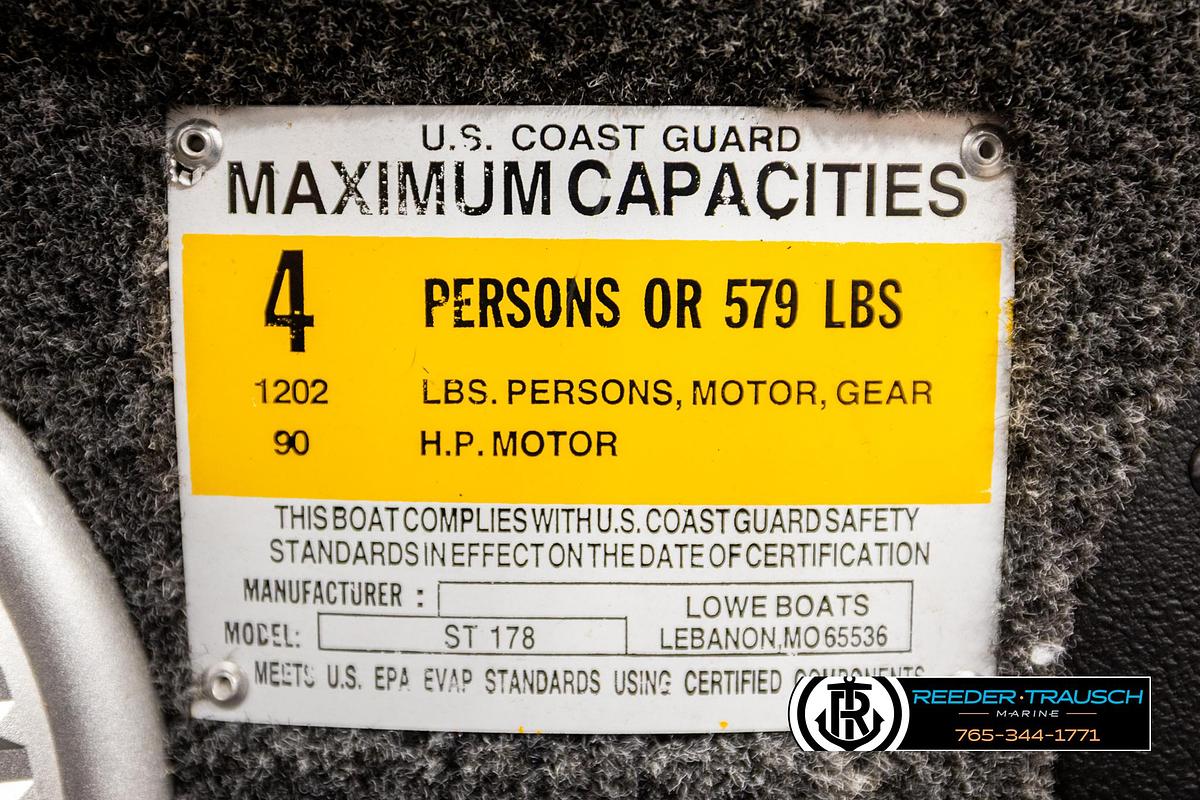 U.S. COAST GUARD
MAXIMUM CAPACITIES
4 PERSONS OR 579 LBS
1202 LBS. PERSONS, MOTOR, GEAR
90 H.P. MOTOR
THIS BOAT COMPLIES WITH U.S. COAST GUARD SAFETY
STANDARDS IN EFFECT ON THE DATE OF CERTIFICATION
MANUFACTURER : LOWE BOATS
MODEL: ST 178 LEBANON, MO 65536
MEETS U.S. EPA EVAP STANDARDS USING CERTIFIED COMPONENTS
TR
REEDER·TRAUSCH
MARINE
765-344-1771